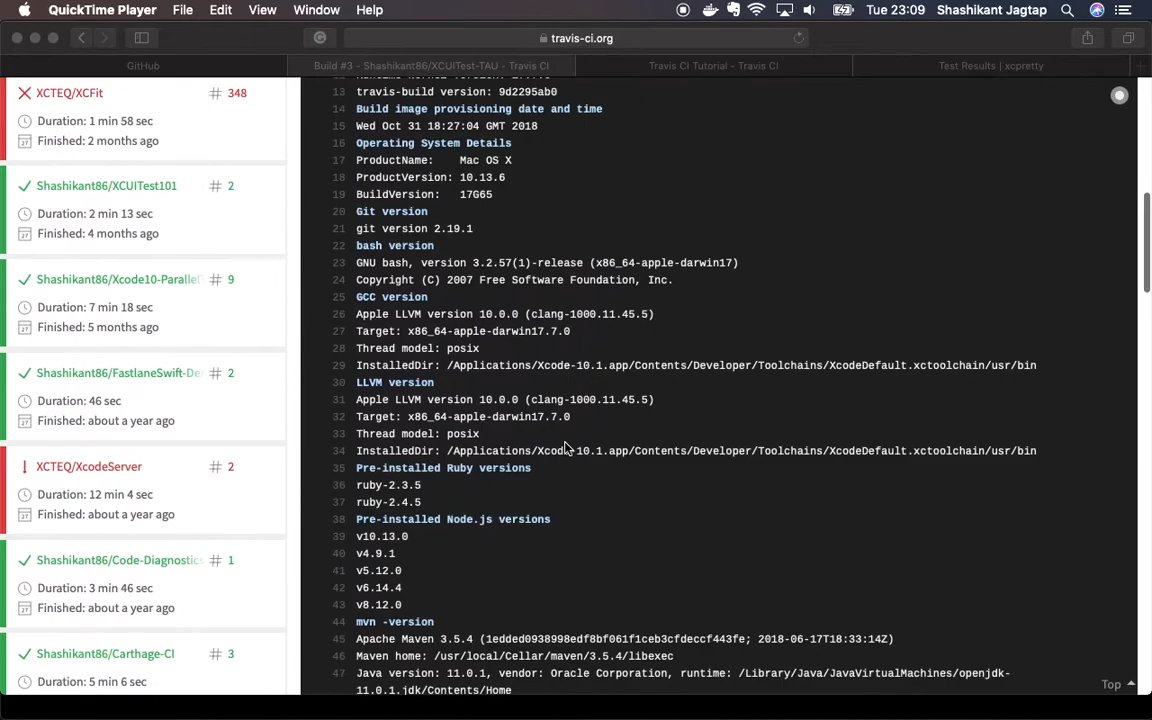 QuickTime Player File Edit View Window Help Tue 23:09 Shashikant Jagtap
travis-ci.org
GitHub
Build #3 - Shashikant86/XCUITest-TAU - Travis CI
Travis CI Tutorial - Travis CI
Test Results | xcpretty
XCTEQ/XCFit # 348
Duration: 1 min 58 sec
Finished: 2 months ago
Shashikant86/XCUITest101 # 2
Duration: 2 min 13 sec
Finished: 4 months ago
Shashikant86/Xcode10-ParallelT # 9
Duration: 7 min 18 sec
Finished: 5 months ago
Shashikant86/FastlaneSwift-De # 2
Duration: 46 sec
Finished: about a year ago
XCTEQ/XcodeServer # 2
Duration: 12 min 4 sec
Finished: about a year ago
Shashikant86/Code-Diagnostics # 1
Duration: 3 min 46 sec
Finished: about a year ago
Shashikant86/Carthage-CI # 3
Duration: 5 min 6 sec
13 travis-build version: 9d2295ab0
14 Build image provisioning date and time
15 Wed Oct 31 18:27:04 GMT 2018
16 Operating System Details
17 ProductName: Mac OS X
18 ProductVersion: 10.13.6
19 BuildVersion: 17G65
20 Git version
21 git version 2.19.1
22 bash version
23 GNU bash, version 3.2.57(1)-release (x86_64-apple-darwin17)
24 Copyright (C) 2007 Free Software Foundation, Inc.
25 GCC version
26 Apple LLVM version 10.0.0 (clang-1000.11.45.5)
27 Target: x86_64-apple-darwin17.7.0
28 Thread model: posix
29 InstalledDir: /Applications/Xcode-10.1.app/Contents/Developer/Toolchains/XcodeDefault.xctoolchain/usr/bin
30 LLVM version
31 Apple LLVM version 10.0.0 (clang-1000.11.45.5)
32 Target: x86_64-apple-darwin17.7.0
33 Thread model: posix
34 InstalledDir: /Applications/Xcode-10.1.app/Contents/Developer/Toolchains/XcodeDefault.xctoolchain/usr/bin
35 Pre-installed Ruby versions
36 ruby-2.3.5
37 ruby-2.4.5
38 Pre-installed Node.js versions
39 v10.13.0
40 v4.9.1
41 v5.12.0
42 v6.14.4
43 v8.12.0
44 mvn -version
45 Apache Maven 3.5.4 (1edded0938998edf8bf061f1ceb3cfdeccf443fe; 2018-06-17T18:33:14Z)
46 Maven home: /usr/local/Cellar/maven/3.5.4/libexec
47 Java version: 11.0.1, vendor: Oracle Corporation, runtime: /Library/Java/JavaVirtualMachines/openjdk-
11.0.1.jdk/Contents/Home
Top